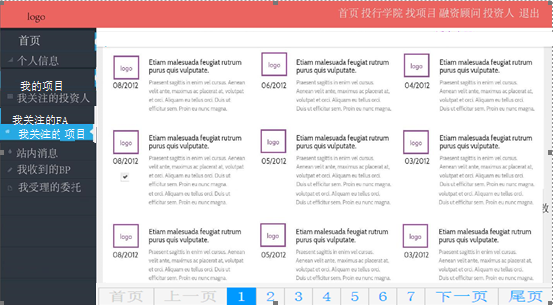 logo
首页 投行学院 找项目 融资顾问 投资人 退出
首页
个人信息
我的项目
我关注的投资人
我关注的FA
我关注的 项目
站内消息
我收到的BP
我受理的委托
logo
08/2012
Etiam malesuada feugiat rutrum
purus quis vulputate.
Praesent sagittis in enim vel cursus. Aenean
velit ante, maximus ac placerat at, volutpat
et orci. Aliquam eu tellus orci. Duis ut
efficitur sem. Proin eu nunc magna.
logo
06/2012
Etiam malesuada feugiat rutrum
purus quis vulputate.
Praesent sagittis in enim vel cursus. Aenean
velit ante, maximus ac placerat at, volutpat
et orci. Aliquam eu tellus orci. Duis ut
efficitur sem. Proin eu nunc magna.
logo
04/2012
Etiam malesuada feugiat rutrum
purus quis vulputate.
Praesent sagittis in enim vel cursus. Aenean
velit ante, maximus ac placerat at, volutpat
et orci. Aliquam eu tellus orci. Duis ut
efficitur sem. Proin eu nunc magna.
logo
08/2012
Etiam malesuada feugiat rutrum
purus quis vulputate.
Praesent sagittis in enim vel cursus. Aenean
velit ante, maximus ac placerat at, volutpat
et orci. Aliquam eu tellus orci. Duis ut
efficitur sem. Proin eu nunc magna.
logo
05/2012
Etiam malesuada feugiat rutrum
purus quis vulputate.
Praesent sagittis in enim vel cursus. Aenean
velit ante, maximus ac placerat at, volutpat
et orci. Aliquam eu tellus orci. Duis ut
efficitur sem. Proin eu nunc magna.
logo
03/2012
Etiam malesuada feugiat rutrum
purus quis vulputate.
Praesent sagittis in enim vel cursus. Aenean
velit ante, maximus ac placerat at, volutpat
et orci. Aliquam eu tellus orci. Duis ut
efficitur sem. Proin eu nunc magna.
logo
08/2012
Etiam malesuada feugiat rutrum
purus quis vulputate.
Praesent sagittis in enim vel cursus. Aenean
velit ante, maximus ac placerat at, volutpat
et orci. Aliquam eu tellus orci. Duis ut
efficitur sem. Proin eu nunc magna.
logo
05/2012
Etiam malesuada feugiat rutrum
purus quis vulputate.
Praesent sagittis in enim vel cursus. Aenean
velit ante, maximus ac placerat at, volutpat
et orci. Aliquam eu tellus orci. Duis ut
efficitur sem. Proin eu nunc magna.
logo
03/2012
Etiam malesuada feugiat rutrum
purus quis vulputate.
Praesent sagittis in enim vel cursus. Aenean
velit ante, maximus ac placerat at, volutpat
et orci. Aliquam eu tellus orci. Duis ut
efficitur sem. Proin eu nunc magna.
首页 上一页 1 2 3 4 5 6 7 下一页 尾页